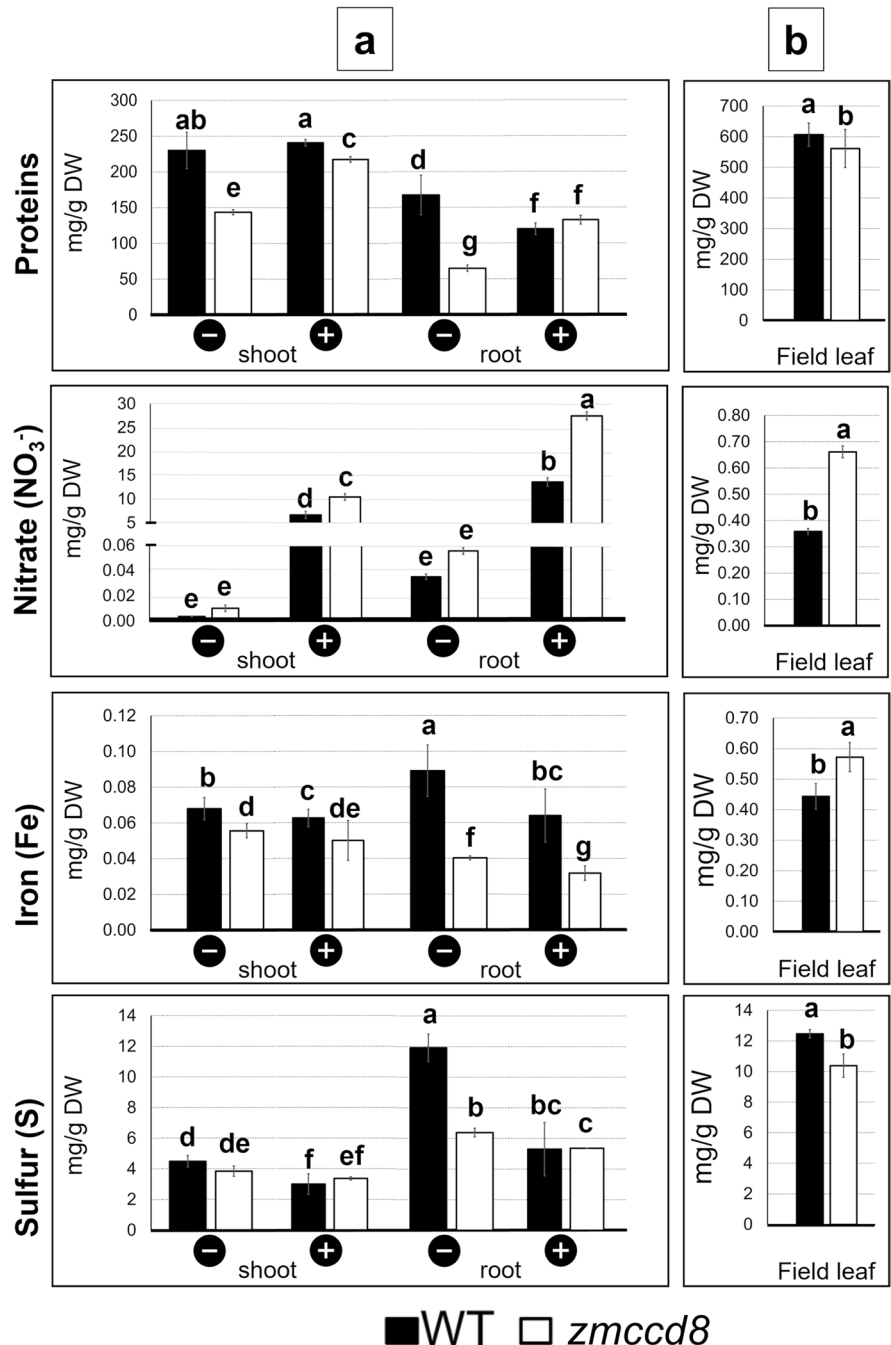 a
b
Proteins
mg/g DW
300
250
200
150
100
50
0
ab
e
a
c
d
g
f
f
−
+
−
+
shoot
root
mg/g DW
700
600
500
400
300
200
100
0
a
b
Field leaf
Nitrate (NO₃⁻)
mg/g DW
30
25
20
15
10
5
0.06
0.04
0.02
0.00
e
e
d
c
e
e
b
a
−
+
−
+
shoot
root
mg/g DW
0.80
0.70
0.60
0.50
0.40
0.30
0.20
0.10
0.00
b
a
Field leaf
Iron (Fe)
mg/g DW
0.12
0.10
0.08
0.06
0.04
0.02
0.00
b
d
c
de
a
f
bc
g
−
+
−
+
shoot
root
mg/g DW
0.70
0.60
0.50
0.40
0.30
0.20
0.10
0.00
b
a
Field leaf
Sulfur (S)
mg/g DW
14
12
10
8
6
4
2
0
d
de
f
ef
a
b
bc
c
−
+
−
+
shoot
root
mg/g DW
14
12
10
8
6
4
2
0
a
b
Field leaf
WT zmccd8